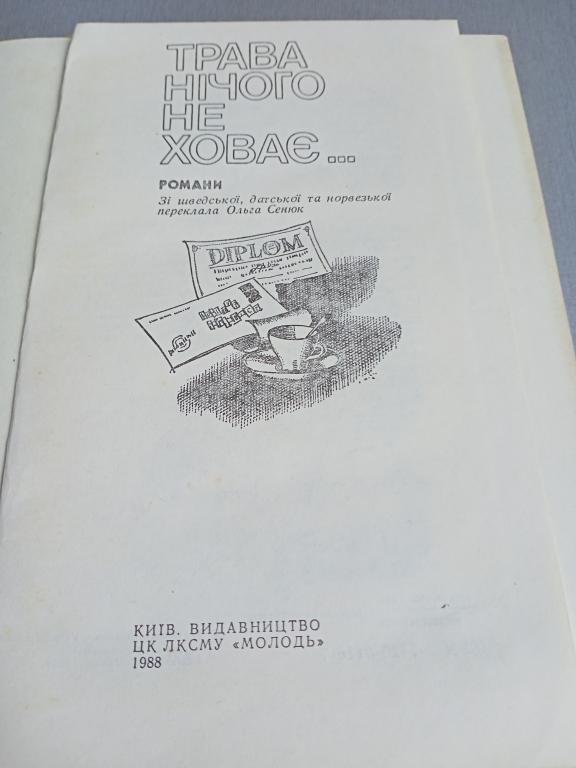 ТРАВА
НІЧОГО
НЕ
ХОВАЄ...
РОМАНИ
Зі шведської, датської та норвезької
переклала Ольга Сенюк
DIPLOM
КИЇВ. ВИДАВНИЦТВО
ЦК ЛКСМУ «МОЛОДЬ»
1988